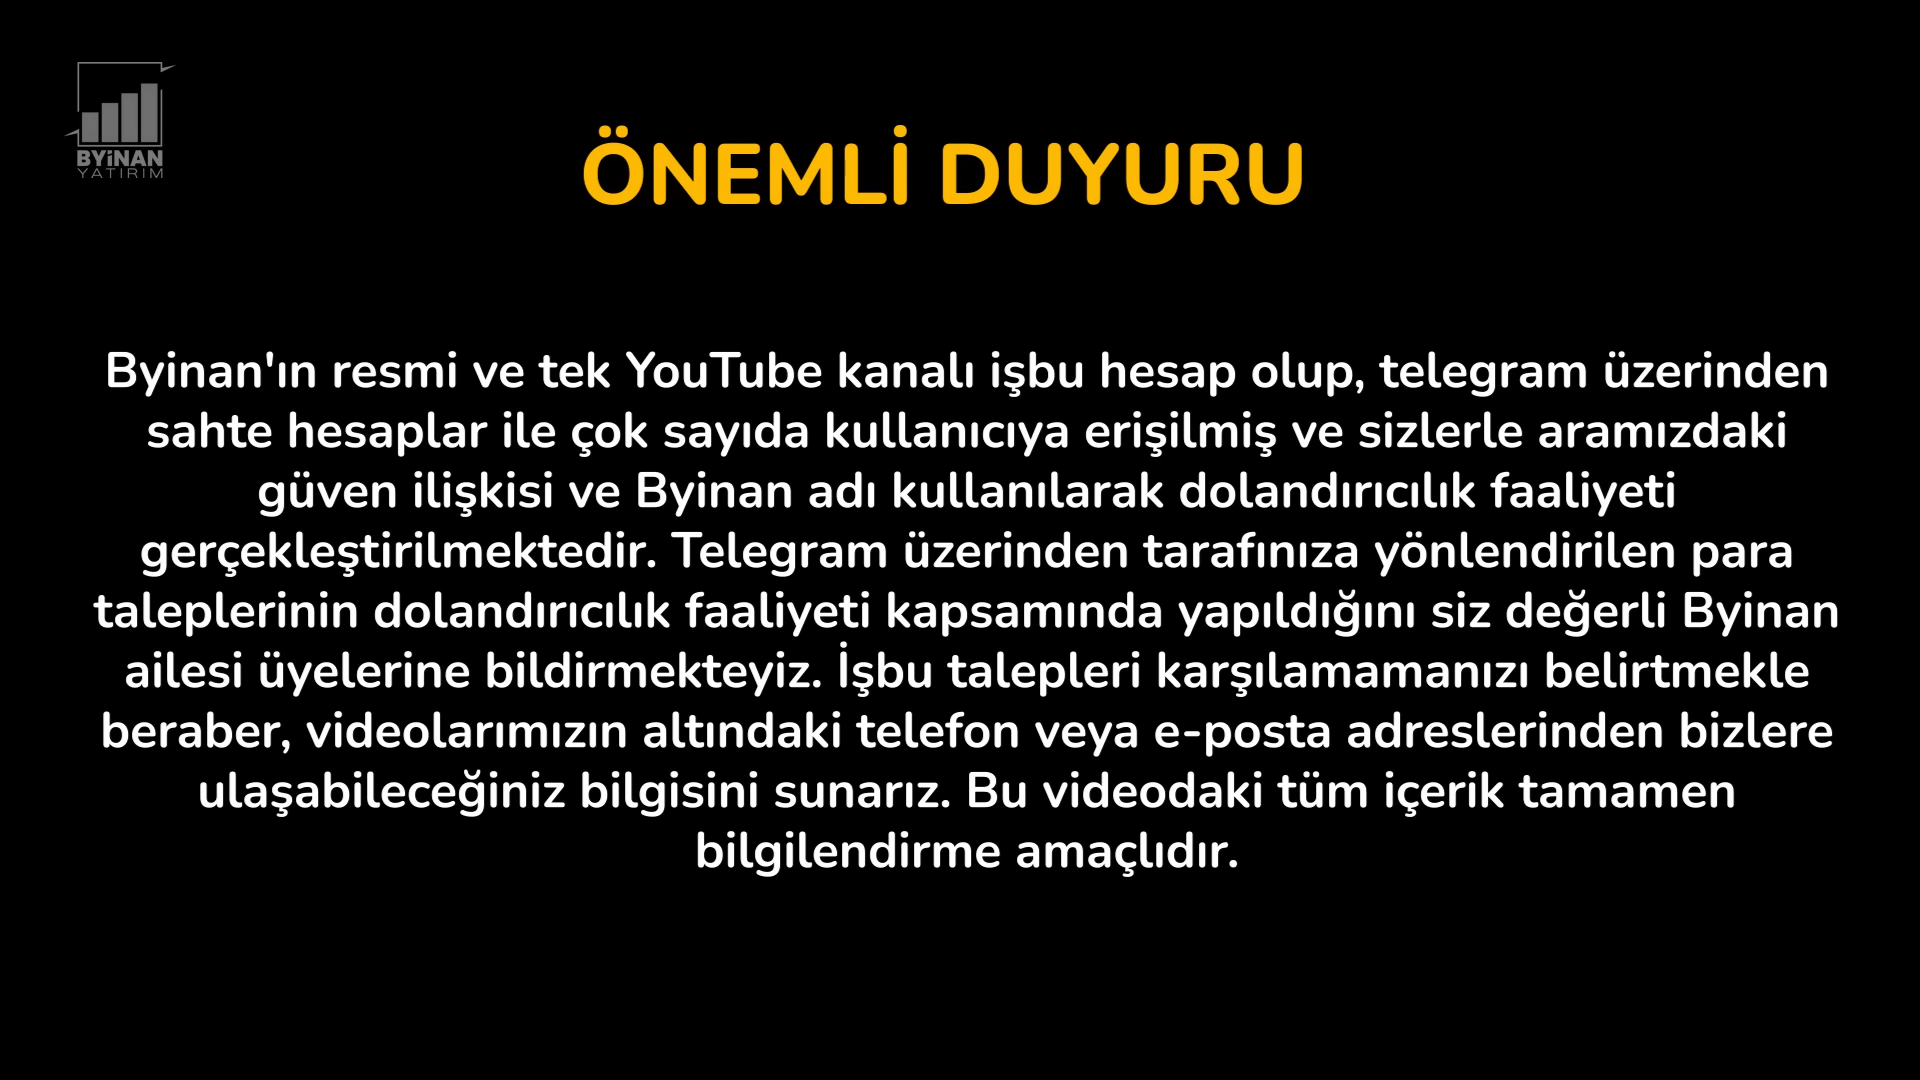 BYiNAN
YATIRIM
ÖNEMLİ DUYURU
Byinan'ın resmi ve tek YouTube kanalı işbu hesap olup, telegram üzerinden
sahte hesaplar ile çok sayıda kullanıcıya erişilmiş ve sizlerle aramızdaki
güven ilişkisi ve Byinan adı kullanılarak dolandırıcılık faaliyeti
gerçekleştirilmektedir. Telegram üzerinden tarafınıza yönlendirilen para
taleplerinin dolandırıcılık faaliyeti kapsamında yapıldığını siz değerli Byinan
ailesi üyelerine bildirmekteyiz. İşbu talepleri karşılamamanızı belirtmekle
beraber, videolarımızın altındaki telefon veya e-posta adreslerinden bizlere
ulaşabileceğiniz bilgisini sunarız. Bu videodaki tüm içerik tamamen
bilgilendirme amaçlıdır.